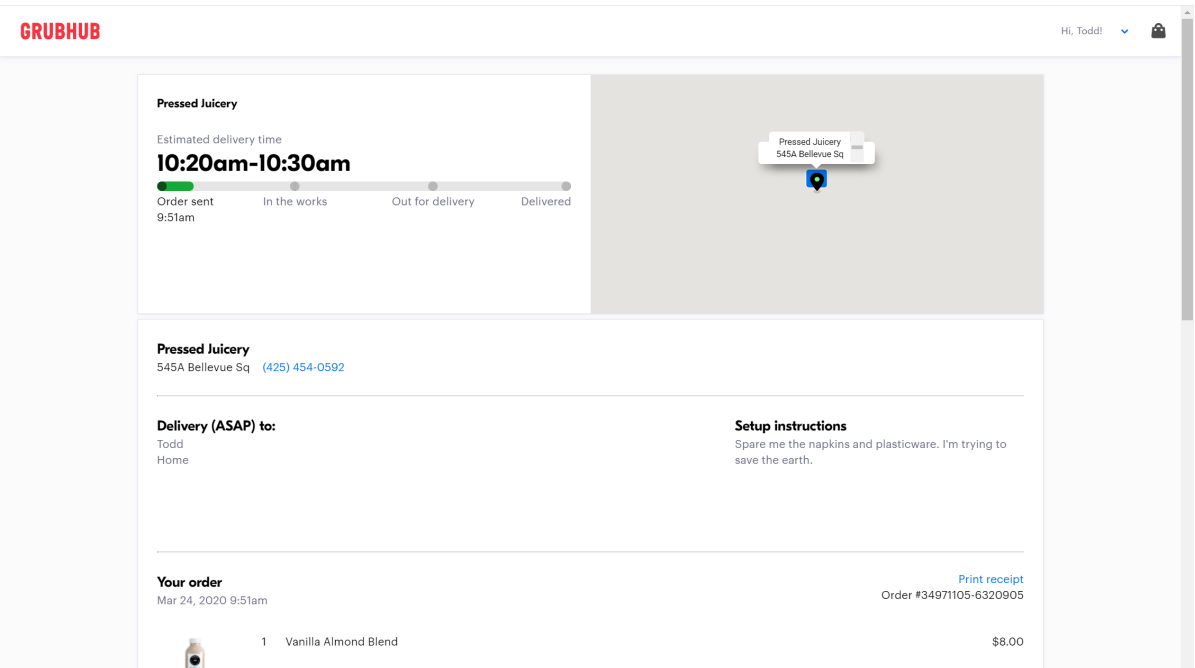 GRUBHUB
Hi, Todd!
Pressed Juicery
Estimated delivery time
10:20am-10:30am
Order sent
9:51am
In the works
Out for delivery
Delivered
Pressed Juicery
545A Bellevue Sq
Pressed Juicery
545A Bellevue Sq (425) 454-0592
Delivery (ASAP) to:
Todd
Home
Setup instructions
Spare me the napkins and plasticware. I'm trying to
save the earth.
Your order
Mar 24, 2020 9:51am
Print receipt
Order #34971105-6320905
1 Vanilla Almond Blend $8.00